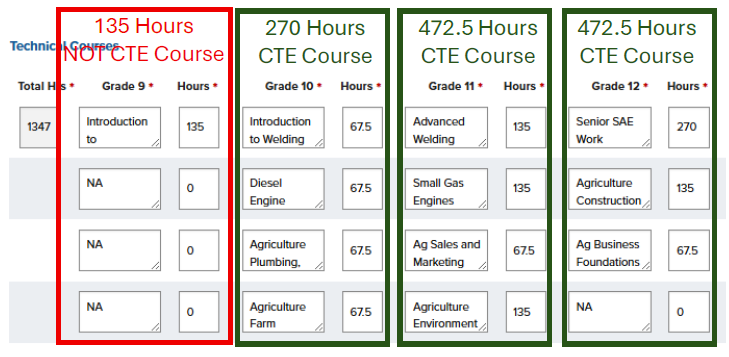 135 Hours 270 Hours 472.5 Hours 472.5 Hours
NOT CTE Course CTE Course CTE Course CTE Course
Technical Courses
Total Hrs * Grade 9 * Hours * Grade 10 * Hours * Grade 11 * Hours * Grade 12 * Hours *
1347 Introduction to 135 Introduction to Welding 67.5 Advanced Welding 135 Senior SAE Work 270
NA 0 Diesel Engine 67.5 Small Gas Engines 135 Agriculture Construction 135
NA 0 Agriculture Plumbing, 67.5 Ag Sales and Marketing 67.5 Ag Business Foundations 67.5
NA 0 Agriculture Farm 67.5 Agriculture Environment 135 NA 0